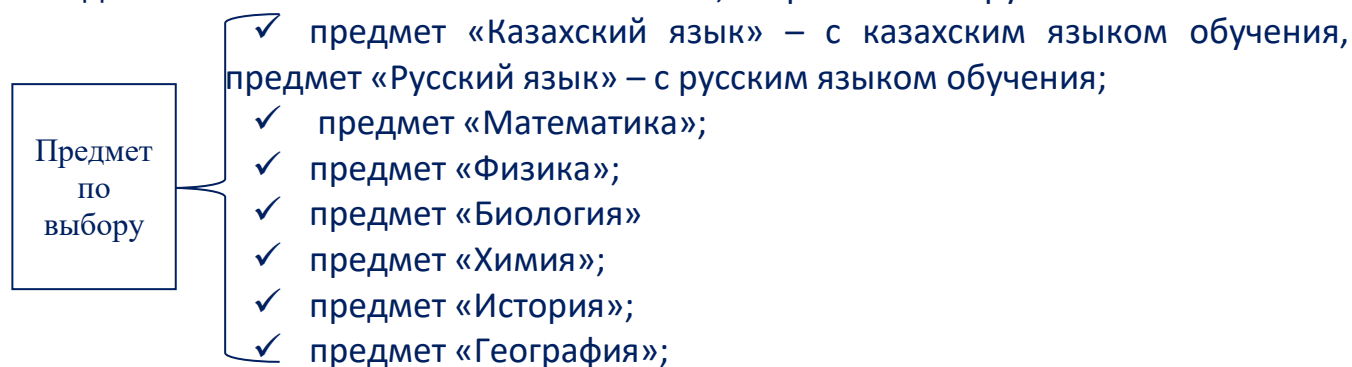 ✓ предмет «Казахский язык» – с казахским языком обучения,
предмет «Русский язык» – с русским языком обучения;
✓ предмет «Математика»;
✓ предмет «Физика»;
✓ предмет «Биология»
✓ предмет «Химия»;
✓ предмет «История»;
✓ предмет «География»;
Предмет
по
выбору